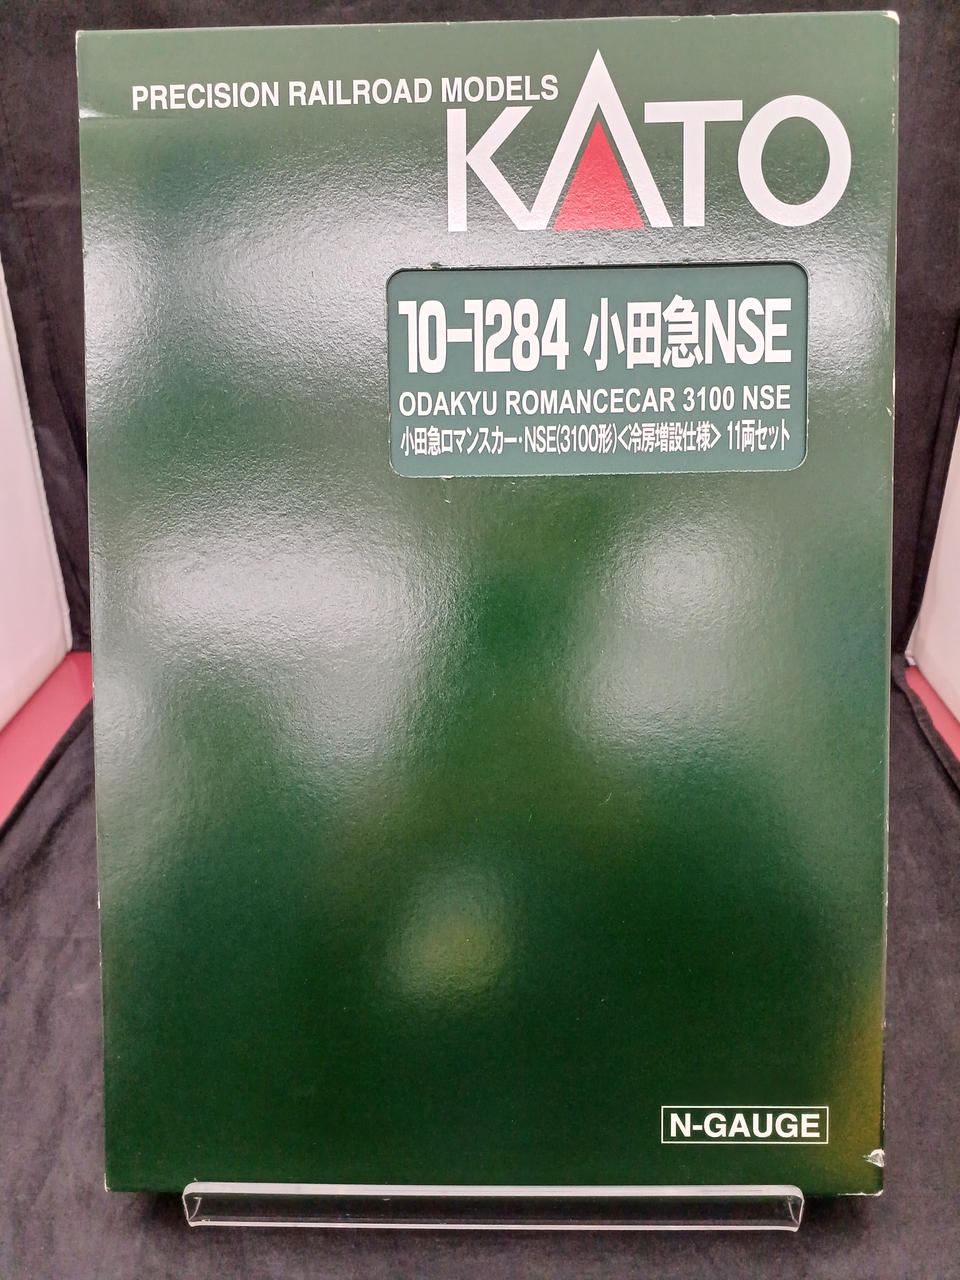 PRECISION RAILROAD MODELS
KATO
10-1284 小田急NSE
ODAKYU ROMANCECAR 3100 NSE
小田急ロマンスカー・NSE(3100形)<冷房増設仕様> 11両セット
N-GAUGE